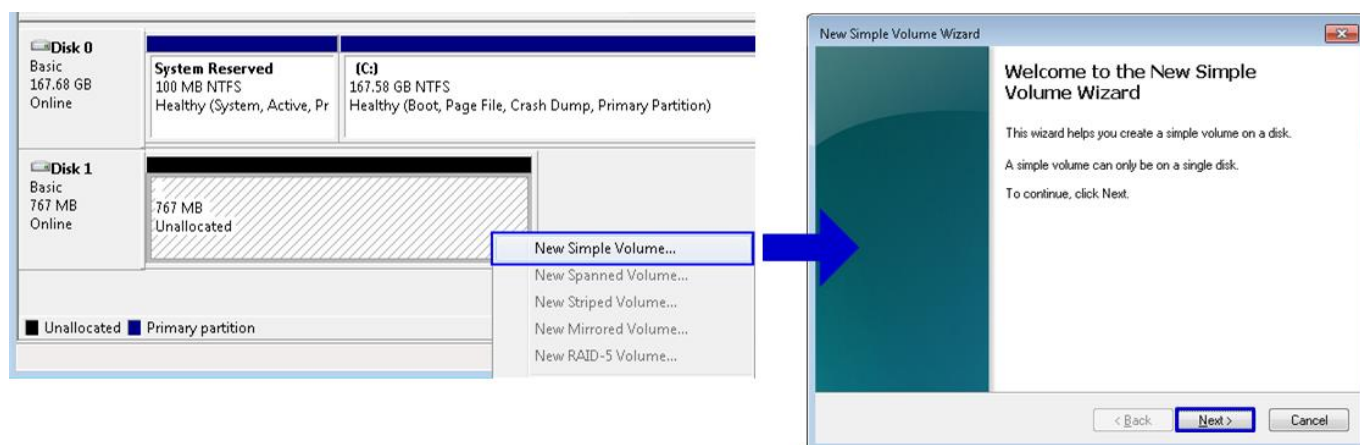 Disk 0
Basic
167.68 GB
Online
System Reserved
100 MB NTFS
Healthy (System, Active, Pr
(C:)
167.58 GB NTFS
Healthy (Boot, Page File, Crash Dump, Primary Partition)
Disk 1
Basic
767 MB
Online
767 MB
Unallocated
New Simple Volume...
New Spanned Volume...
New Striped Volume...
New Mirrored Volume...
New RAID-5 Volume...
Unallocated Primary partition
New Simple Volume Wizard
Welcome to the New Simple
Volume Wizard
This wizard helps you create a simple volume on a disk.
A simple volume can only be on a single disk.
To continue, click Next.
< Back Next > Cancel